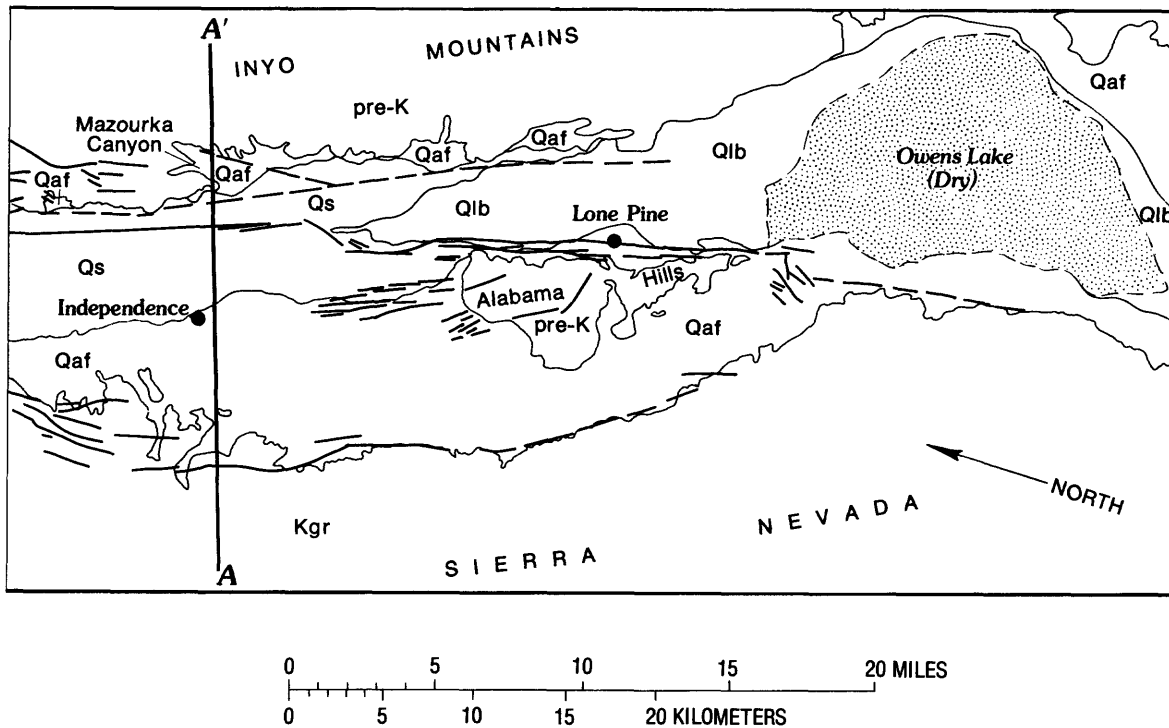 A'
INYO MOUNTAINS
Qaf
pre-K
Mazourka
Canyon
Qaf
Qaf
Qlb
Owens Lake
(Dry)
Qaf
Qaf
Qs
Qlb
Lone Pine
Qlb
Qs
Hills
Independence
Alabama
pre-K
Qaf
Qaf
NORTH
Kgr
SIERRA NEVADA
A
0 5 10 15 20 MILES
0 5 10 15 20 KILOMETERS